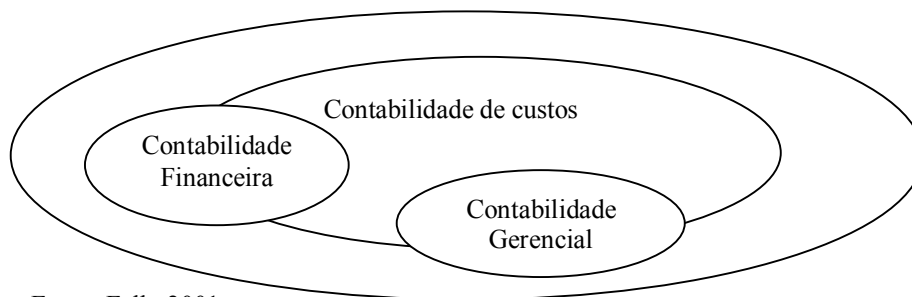 Contabilidade de custos
Contabilidade
Financeira
Contabilidade
Gerencial